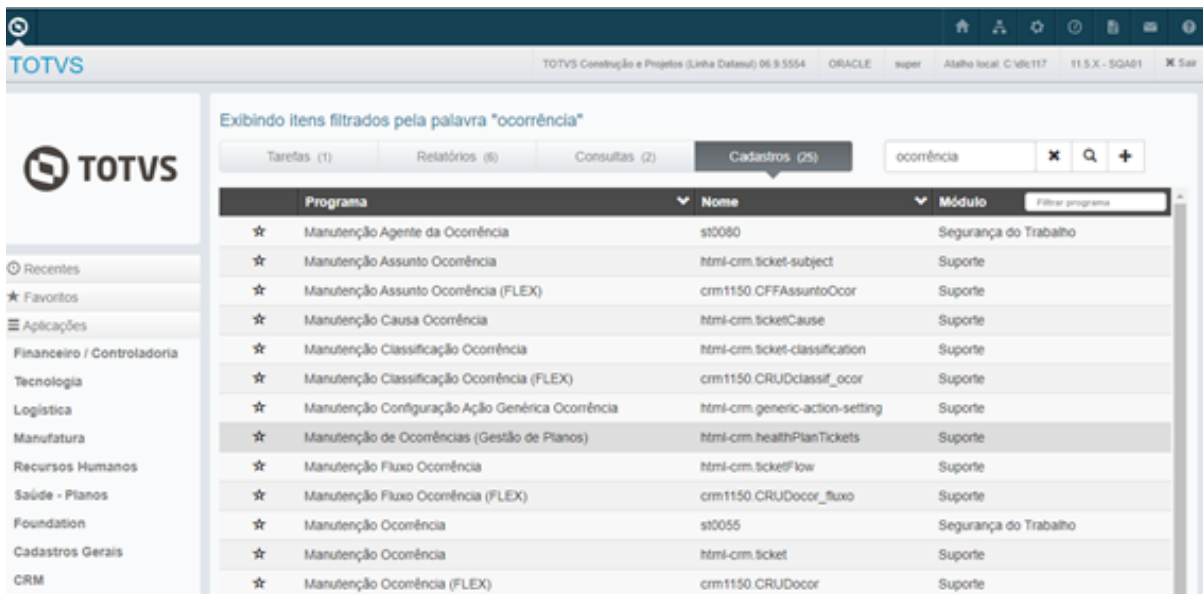 TOTVS
TOTVS Construção e Projetos (Linha Datasul) 06.9.5554 ORACLE super Atalho local: C:\dlc117 11.5.X - SQA01 ✖ Sair
TOTVS
Exibindo itens filtrados pela palavra "ocorrência"
Tarefas (1) Relatórios (6) Consultas (2) Cadastros (25) ocorrência
Programa Nome Módulo Filtrar programa
Manutenção Agente da Ocorrência st0080 Segurança do Trabalho
Manutenção Assunto Ocorrência html-crm.ticket-subject Suporte
Manutenção Assunto Ocorrência (FLEX) crm1150.CFFAssuntoOcor Suporte
Manutenção Causa Ocorrência html-crm.ticketCause Suporte
Manutenção Classificação Ocorrência html-crm.ticket-classification Suporte
Manutenção Classificação Ocorrência (FLEX) crm1150.CRUDclassif_ocor Suporte
Manutenção Configuração Ação Genérica Ocorrência html-crm.generic-action-setting Suporte
Manutenção de Ocorrências (Gestão de Planos) html-crm.healthPlanTickets Suporte
Manutenção Fluxo Ocorrência html-crm.ticketFlow Suporte
Manutenção Fluxo Ocorrência (FLEX) crm1150.CRUDocor_fluxo Suporte
Manutenção Ocorrência st0055 Segurança do Trabalho
Manutenção Ocorrência html-crm.ticket Suporte
Manutenção Ocorrência (FLEX) crm1150.CRUDocor Suporte
Recentes
Favoritos
Aplicações
Financeiro / Controladoria
Tecnologia
Logística
Manufatura
Recursos Humanos
Saúde - Planos
Foundation
Cadastros Gerais
CRM